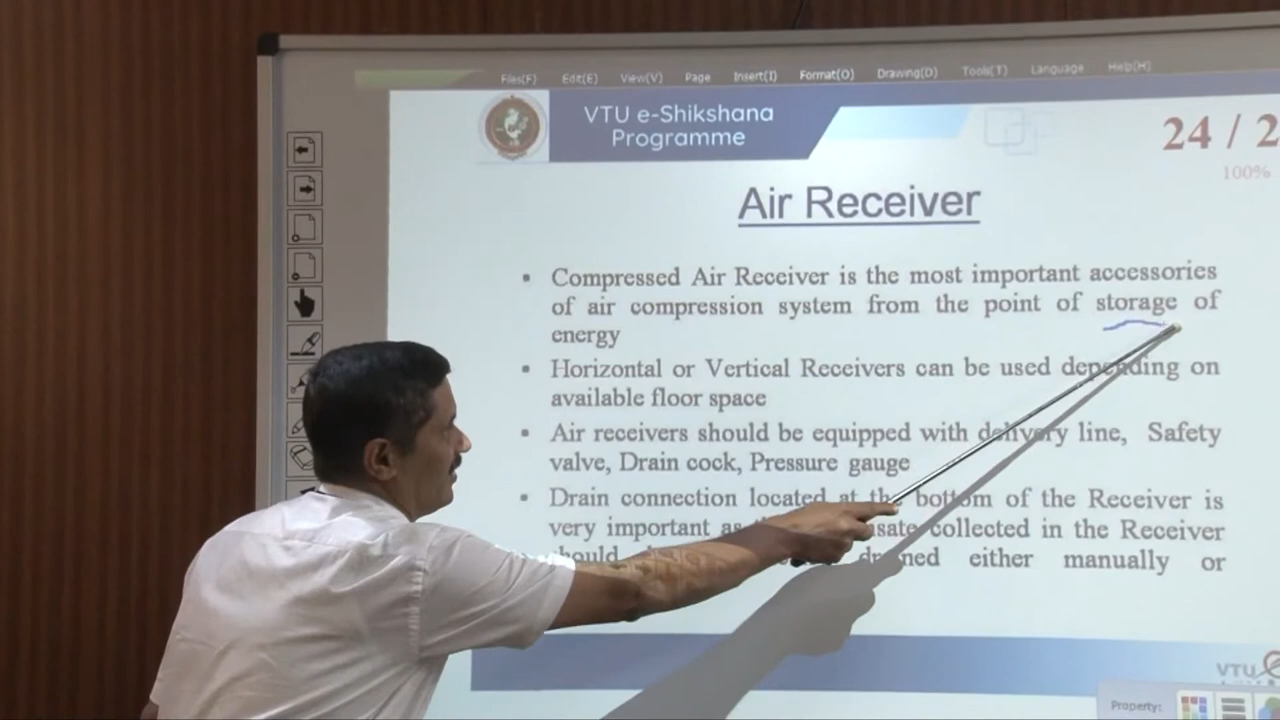 Files(F) Edit(E) View(V) Page Insert(I) Format(O) Drawing(D) Tools(T) Language Help(H)
VTU e-Shikshana
Programme
24 / 2
100%
Air Receiver
▪ Compressed Air Receiver is the most important accessories
of air compression system from the point of storage of
energy
▪ Horizontal or Vertical Receivers can be used depending on
available floor space
▪ Air receivers should be equipped with delivery line, Safety
valve, Drain cock, Pressure gauge
▪ Drain connection located at the bottom of the Receiver is
very important as collected in the Receiver
should either manually or
VTU
Property: